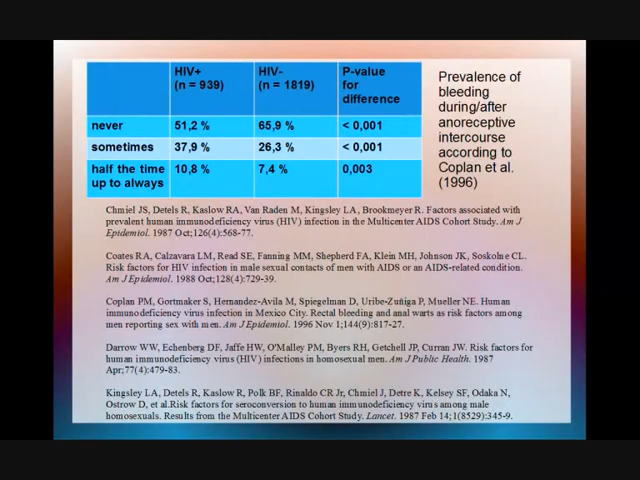 HIV+ (n = 939)
HIV- (n = 1819)
P-value for difference
never 51,2 % 65,9 % < 0,001
sometimes 37,9 % 26,3 % < 0,001
half the time up to always 10,8 % 7,4 % 0,003
Prevalence of
bleeding
during/after
anoreceptive
intercourse
according to
Coplan et al.
(1996)
Chmiel JS, Detels R, Kaslow RA, Van Raden M, Kingsley LA, Brookmeyer R. Factors associated with
prevalent human immunodeficiency virus (HIV) infection in the Multicenter AIDS Cohort Study. Am J
Epidemiol. 1987 Oct;126(4):568-77.
Coates RA, Calzavara LM, Read SE, Fanning MM, Shepherd FA, Klein MH, Johnson JK, Soskolne CL.
Risk factors for HIV infection in male sexual contacts of men with AIDS or an AIDS-related condition.
Am J Epidemiol. 1988 Oct;128(4):729-39.
Coplan PM, Gortmaker S, Hernandez-Avila M, Spiegelman D, Uribe-Zuñiga P, Mueller NE. Human
immunodeficiency virus infection in Mexico City. Rectal bleeding and anal warts as risk factors among
men reporting sex with men. Am J Epidemiol. 1996 Nov 1;144(9):817-27.
Darrow WW, Echenberg DF, Jaffe HW, O'Malley PM, Byers RH, Getchell JP, Curran JW. Risk factors for
human immunodeficiency virus (HIV) infections in homosexual men. Am J Public Health. 1987
Apr;77(4):479-83.
Kingsley LA, Detels R, Kaslow R, Polk BF, Rinaldo CR Jr, Chmiel J, Detre K, Kelsey SF, Odaka N,
Ostrow D, et al.Risk factors for seroconversion to human immunodeficiency virus among male
homosexuals. Results from the Multicenter AIDS Cohort Study. Lancet. 1987 Feb 14;1(8529):345-9.